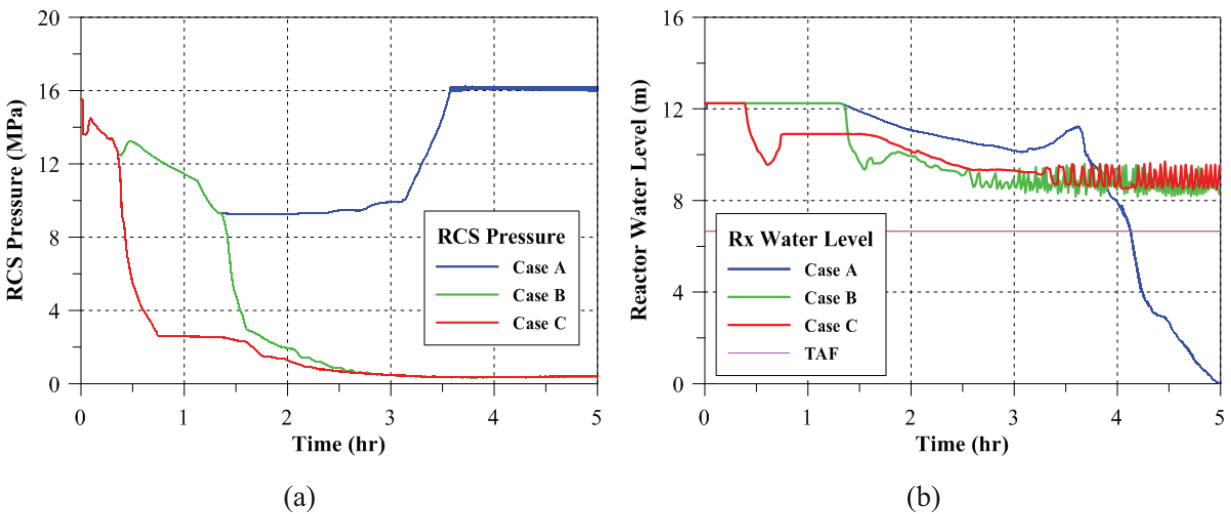 20
16
12
8
4
0
RCS Pressure (MPa)
RCS Pressure
Case A
Case B
Case C
0 1 2 3 4 5
Time (hr)
(a)
16
12
8
4
0
Reactor Water Level (m)
Rx Water Level
Case A
Case B
Case C
TAF
0 1 2 3 4 5
Time (hr)
(b)